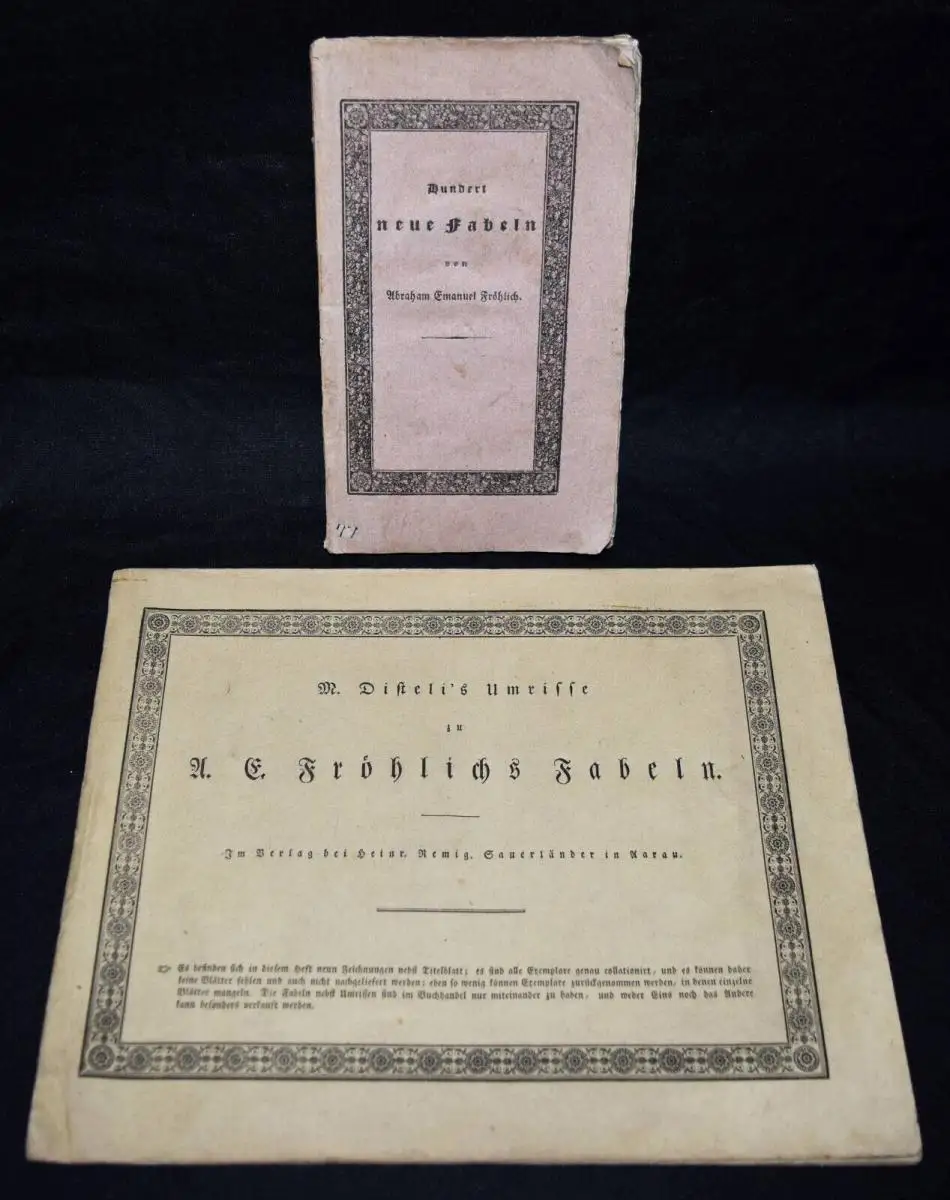 Hundert
neue Fabeln
von
Abraham Emanuel Fröhlich.
77
M. Disteli's Umrisse
zu
A. E. Fröhlichs Fabeln.
Im Verlag bei Heinr. Remig. Sauerländer in Aarau.
☞ Es befinden sich in diesem Heft neun Zeichnungen nebst Titelblatt; es sind alle Exemplare genau collationirt, und es können daher
keine Blätter fehlen und auch nicht nachgeliefert werden; eben so wenig können Exemplare zurückgenommen werden, in denen einzelne
Blätter mangeln. Die Fabeln nebst Umrissen sind im Buchhandel nur miteinander zu haben, und weder Eins noch das Andere
kann besonders verkauft werden.